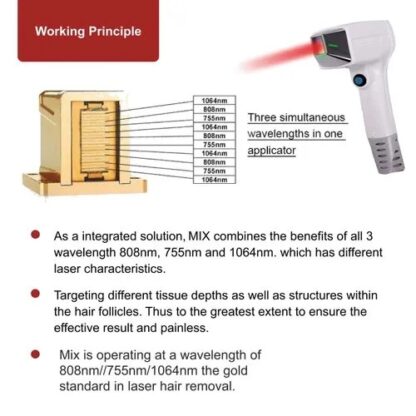 Working Principle
1064nm
808nm
755nm
1064nm
808nm
755nm
1064nm
808nm
755nm
1064nm
Three simultaneous
wavelengths in one
applicator
As a integrated solution, MIX combines the benefits of all 3
wavelength 808nm, 755nm and 1064nm. which has different
laser characteristics.
Targeting different tissue depths as well as structures within
the hair follicles. Thus to the greatest extent to ensure the
effective result and painless.
Mix is operating at a wavelength of
808nm//755nm/1064nm the gold
standard in laser hair removal.